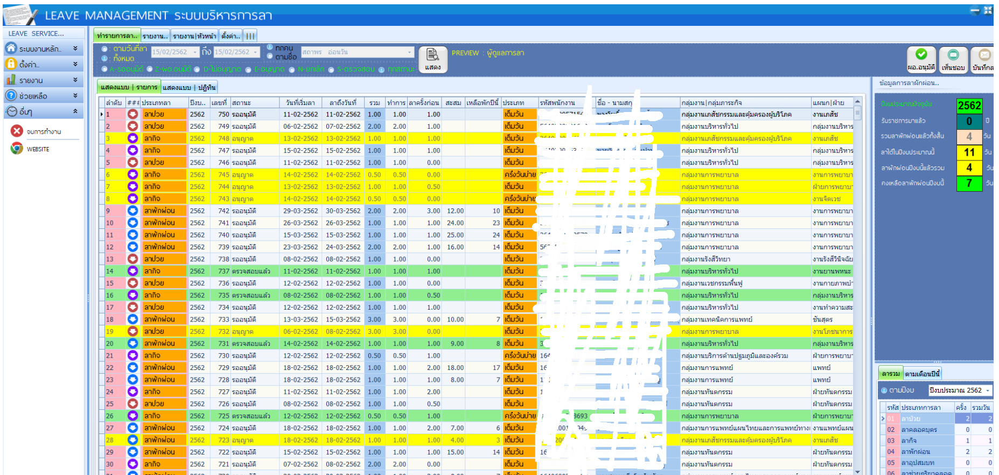 LEAVE MANAGEMENT ระบบบริหารการลา
LEAVE SERVICE...
ระบบงานหลัก..
ตั้งค่า..
รายงาน
ช่วยเหลือ
อื่นๆ
จบการทำงาน
WEBSITE
ทำรายการลา.. รายงาน.. รายงาน|หัวหน้า ตั้งค่า.. |||
: ตามวันที่ลา 15/02/2562 ถึง 15/02/2562 ทุกคน
: ทั้งหมด ตามชื่อ สถาพร อ่อนวัน
A-รออนุมัติ Z-ผอ.อนุมัติ D-ไม่อนุญาต E-อนุญาต N-ยกเลิก S-ตรวจสอบ ทุกสถานะ
แสดง
PREVIEW : ผู้ดูแลการลา
ผอ.อนุมัติ เห็นชอบ บันทึกล
แสดงแบบ | รายการ แสดงแบบ | ปฏิทิน
ลำดับ ### ประเภทลา ปีงบ.. เลขที่ สถานะ วันที่เริ่มลา ลาถึงวันที่ รวม ทำการ ลาครั้งก่อน สะสม เหลือพักปีนี้ ประเภท รหัสพนักงาน ชื่อ - นามสกุ กลุ่มงาน|กลุ่มภาระกิจ แผนก|ฝ่าย
1 ลาป่วย 2562 750 รออนุมัติ 11-02-2562 11-02-2562 1.00 1.00 1.00 เต็มวัน กลุ่มงานเภสัชกรรมและคุ้มครองผู้บริโภค งานเภสัช
2 ลาป่วย 2562 749 รออนุมัติ 06-02-2562 07-02-2562 2.00 2.00 1.00 เต็มวัน กลุ่มงานบริหารทั่วไป กลุ่มงานบริหาร
3 ลากิจ 2562 748 อนุญาต 13-02-2562 13-02-2562 1.00 1.00 1.00 เต็มวัน กลุ่มงานเภสัชกรรมและคุ้มครองผู้บริโภค งานเภสัช
4 ลากิจ 2562 747 รออนุมัติ 15-02-2562 15-02-2562 1.00 1.00 1.00 เต็มวัน กลุ่มงานบริหารทั่วไป กลุ่มงานบริหาร
5 ลาป่วย 2562 746 รออนุมัติ 11-02-2562 11-02-2562 1.00 1.00 0.00 เต็มวัน กลุ่มงานบริหารทั่วไป กลุ่มงานบริหาร
6 ลากิจ 2562 745 อนุญาต 14-02-2562 14-02-2562 0.50 0.50 0.00 ครึ่งวันบ่าย กลุ่มงานการพยาบาล งานการพยาบา
7 ลากิจ 2562 744 อนุญาต 13-02-2562 13-02-2562 1.00 1.00 0.50 เต็มวัน กลุ่มงานการพยาบาล ฝ่ายการพยาบา
8 ลากิจ 2562 743 อนุญาต 14-02-2562 14-02-2562 0.50 0.50 0.00 ครึ่งวันบ่าย กลุ่มงานการพยาบาล งานจิตเวช
9 ลาพักผ่อน 2562 742 รออนุมัติ 29-03-2562 30-03-2562 2.00 2.00 3.00 12.00 10 เต็มวัน กลุ่มงานการพยาบาล งานการพยาบา
10 ลาพักผ่อน 2562 741 รออนุมัติ 26-03-2562 26-03-2562 1.00 1.00 1.00 24.00 23 เต็มวัน กลุ่มงานการพยาบาล งานการพยาบา
11 ลาพักผ่อน 2562 740 รออนุมัติ 15-03-2562 15-03-2562 1.00 1.00 1.00 25.00 24 เต็มวัน กลุ่มงานการพยาบาล งานการพยาบา
12 ลาพักผ่อน 2562 739 รออนุมัติ 23-03-2562 24-03-2562 2.00 2.00 1.00 16.00 14 เต็มวัน กลุ่มงานการพยาบาล งานการพยาบา
13 ลาป่วย 2562 738 รออนุมัติ 08-02-2562 08-02-2562 1.00 1.00 0.00 เต็มวัน กลุ่มงานรังสีวิทยา งานรังสีวินิจฉัย
14 ลากิจ 2562 737 ตรวจสอบแล้ว 11-02-2562 11-02-2562 1.00 1.00 1.00 เต็มวัน กลุ่มงานบริหารทั่วไป งานยานพหนะ
15 ลาป่วย 2562 736 รออนุมัติ 12-02-2562 12-02-2562 1.00 1.00 0.00 เต็มวัน กลุ่มงานเวชกรรมฟื้นฟู งานกายภาพบำ
16 ลากิจ 2562 735 ตรวจสอบแล้ว 08-02-2562 08-02-2562 1.00 1.00 0.50 เต็มวัน กลุ่มงานบริหารทั่วไป กลุ่มงานบริหาร
17 ลาป่วย 2562 734 รออนุมัติ 12-02-2562 12-02-2562 1.00 1.00 1.00 เต็มวัน กลุ่มงานบริหารทั่วไป งานทำความสะ
18 ลาพักผ่อน 2562 733 รออนุมัติ 13-03-2562 15-03-2562 3.00 3.00 0.00 10.00 7 เต็มวัน กลุ่มงานเทคนิคการแพทย์ ชันสูตร
19 ลาป่วย 2562 732 อนุญาต 06-02-2562 08-02-2562 3.00 3.00 0.00 เต็มวัน กลุ่มงานการพยาบาล งานโภชนาการ
20 ลาพักผ่อน 2562 731 ตรวจสอบแล้ว 14-02-2562 14-02-2562 1.00 1.00 1.00 9.00 8 เต็มวัน กลุ่มงานบริหารทั่วไป กลุ่มงานบริหาร
21 ลากิจ 2562 730 รออนุมัติ 12-02-2562 12-02-2562 0.50 0.50 1.00 ครึ่งวันบ่าย กลุ่มงานบริการด้านปฐมภูมิและองค์รวม ฝ่ายการพยาบา
22 ลาพักผ่อน 2562 729 รออนุมัติ 18-02-2562 18-02-2562 1.00 1.00 2.00 18.00 17 เต็มวัน กลุ่มงานการแพทย์ แพทย์
23 ลาพักผ่อน 2562 728 รออนุมัติ 18-02-2562 18-02-2562 1.00 1.00 1.00 8.00 7 เต็มวัน กลุ่มงานการแพทย์ แพทย์
24 ลากิจ 2562 727 รออนุมัติ 11-02-2562 11-02-2562 1.00 1.00 2.00 เต็มวัน กลุ่มงานทันตกรรม ฝ่ายทันตกรรม
25 ลาป่วย 2562 726 รออนุมัติ 08-02-2562 08-02-2562 1.00 1.00 0.50 เต็มวัน กลุ่มงานทันตกรรม ฝ่ายทันตกรรม
26 ลากิจ 2562 725 ตรวจสอบแล้ว 12-02-2562 12-02-2562 0.50 0.50 1.00 ครึ่งวันบ่าย 8693 กลุ่มงานการพยาบาล ฝ่ายการพยาบา
27 ลาพักผ่อน 2562 724 รออนุมัติ 18-02-2562 18-02-2562 1.00 1.00 2.00 7.00 6 เต็มวัน กลุ่มงานการแพทย์แผนไทยและการแพทย์ทาง งานแพทย์แผน
28 ลาพักผ่อน 2562 723 อนุญาต 18-02-2562 18-02-2562 1.00 1.00 1.00 4.00 3 เต็มวัน กลุ่มงานเภสัชกรรมและคุ้มครองผู้บริโภค งานเภสัช
29 ลาพักผ่อน 2562 722 รออนุมัติ 15-02-2562 15-02-2562 1.00 1.00 1.00 15.00 14 เต็มวัน กลุ่มงานทันตกรรม ฝ่ายทันตกรรม
30 ลากิจ 2562 721 รออนุมัติ 07-02-2562 08-02-2562 2.00 2.00 0.00 เต็มวัน กลุ่มงานทันตกรรม ฝ่ายทันตกรรม
ข้อมูลการลาพักผ่อน..
ปีงบประมาณปัจจุบัน 2562
รับราชการมาแล้ว 0 ปี
รวมลาพักผ่อนแล้วทั้งสิ้น 4 วัน
ลาได้ในปีงบประมาณนี้ 11 วัน
ลาพักผ่อนปีงบนี้แล้วรวม 4 วัน
คงเหลือลาพักผ่อนปีงบนี้ 7 วัน
ลารวม ตามเดือนปีนี้
ตามปีงบ ปีงบประมาณ 2562
รหัส ประเภทการลา ครั้ง รวมวัน
01 ลาป่วย 2 2
02 ลาคลอดบุตร 0 0
03 ลากิจ 1 1
04 ลาพักผ่อน 2 2
05 ลาอุปสมบท 0 0
06 ลาช่วยภริยาคลอด 0 0